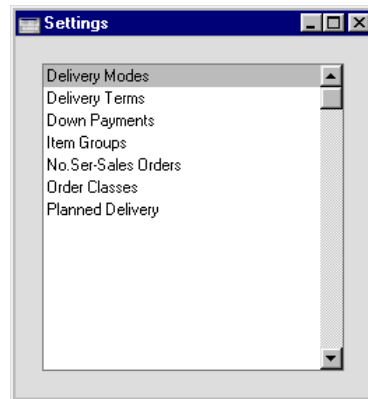 Settings
Delivery Modes
Delivery Terms
Down Payments
Item Groups
No.Ser-Sales Orders
Order Classes
Planned Delivery